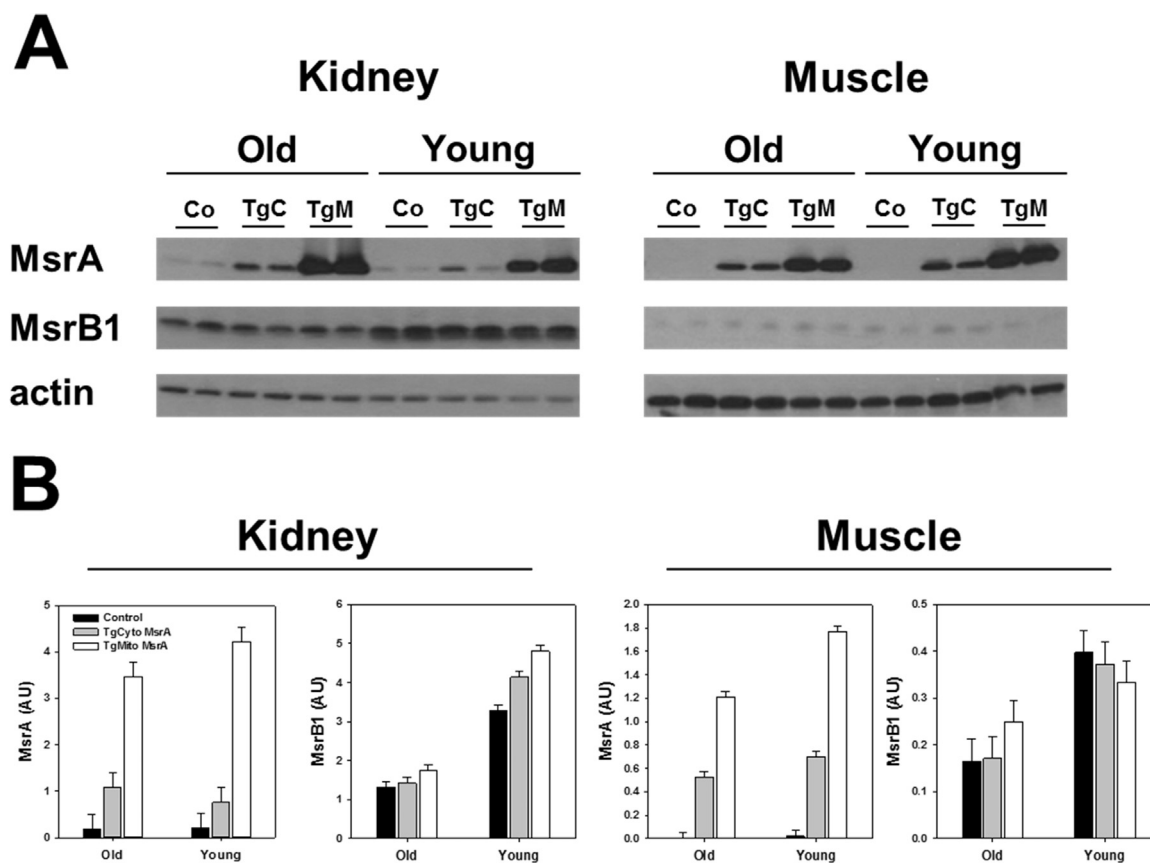 A
Kidney Muscle
Old Young Old Young
Co TgC TgM Co TgC TgM Co TgC TgM Co TgC TgM
MsrA
MsrB1
actin
B
Kidney Muscle
MsrA (AU)
5
4
3
2
1
0
Control
TgCyto MsrA
TgMito MsrA
Old Young
MsrB1 (AU)
6
5
4
3
2
1
0
Old Young
MsrA (AU)
2.0
1.8
1.6
1.4
1.2
1.0
0.8
0.6
0.4
0.2
0.0
Old Young
MsrB1 (AU)
0.5
0.4
0.3
0.2
0.1
0.0
Old Young